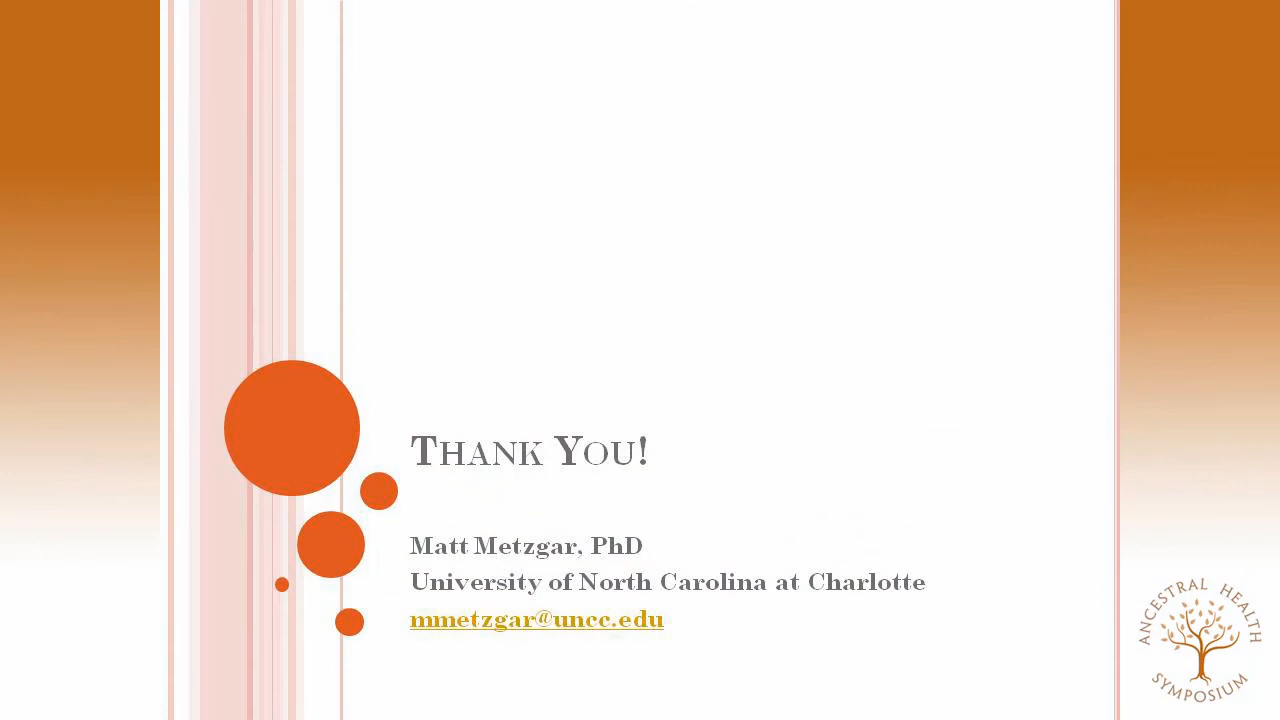 Thank You!
Matt Metzgar, PhD
University of North Carolina at Charlotte
mmetzgar@uncc.edu
ANCESTRAL HEALTH
SYMPOSIUM